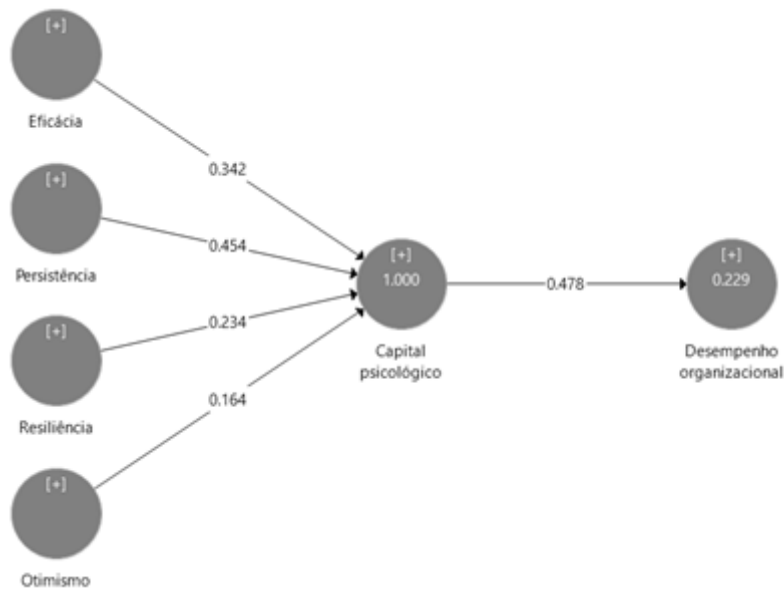 [+]
Eficácia
0.342
[+]
Persistência
0.454
[+]
Resiliência
0.234
[+]
Otimismo
0.164
[+]
1.000
Capital
psicológico
0.478
[+]
0.229
Desempenho
organizacional